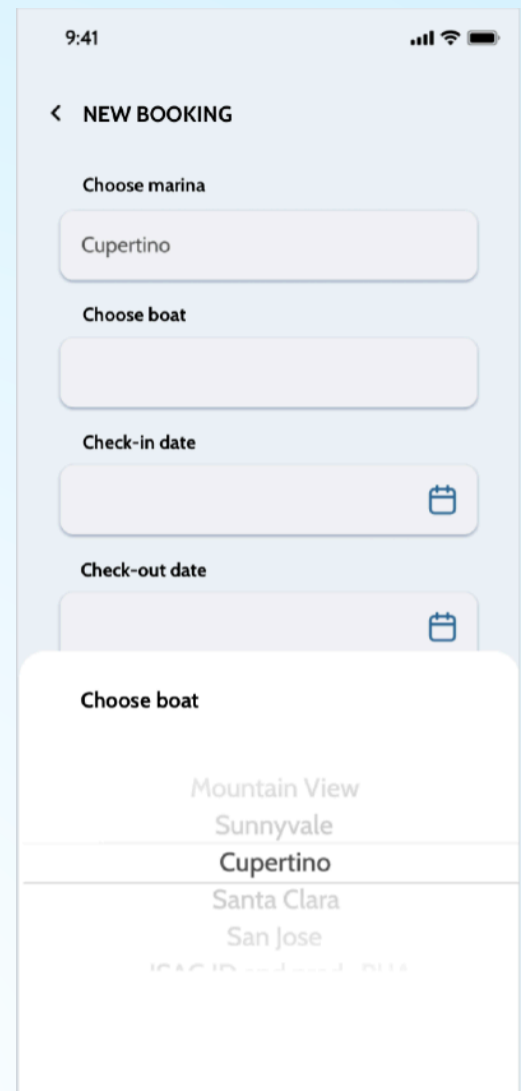 9:41
NEW BOOKING
Choose marina
Cupertino
Choose boat
Check-in date
Check-out date
Choose boat
Mountain View
Sunnyvale
Cupertino
Santa Clara
San Jose